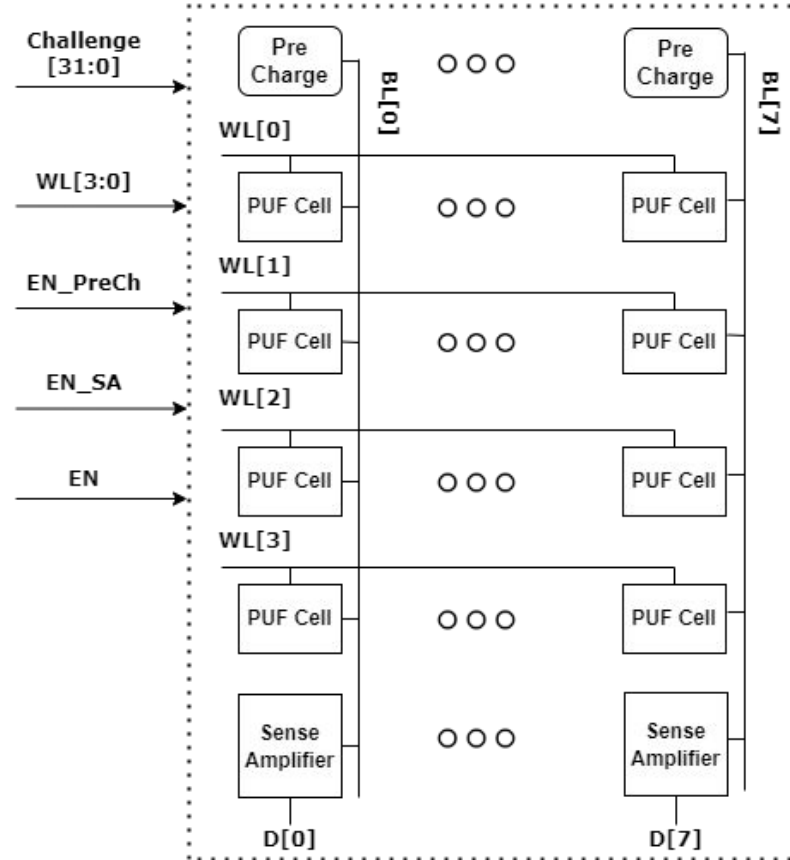 Challenge
[31:0]
WL[3:0]
EN_PreCh
EN_SA
EN
Pre
Charge
BL[0]
Pre
Charge
BL[7]
WL[0]
PUF Cell
PUF Cell
WL[1]
PUF Cell
PUF Cell
WL[2]
PUF Cell
PUF Cell
WL[3]
PUF Cell
PUF Cell
Sense
Amplifier
Sense
Amplifier
D[0]
D[7]